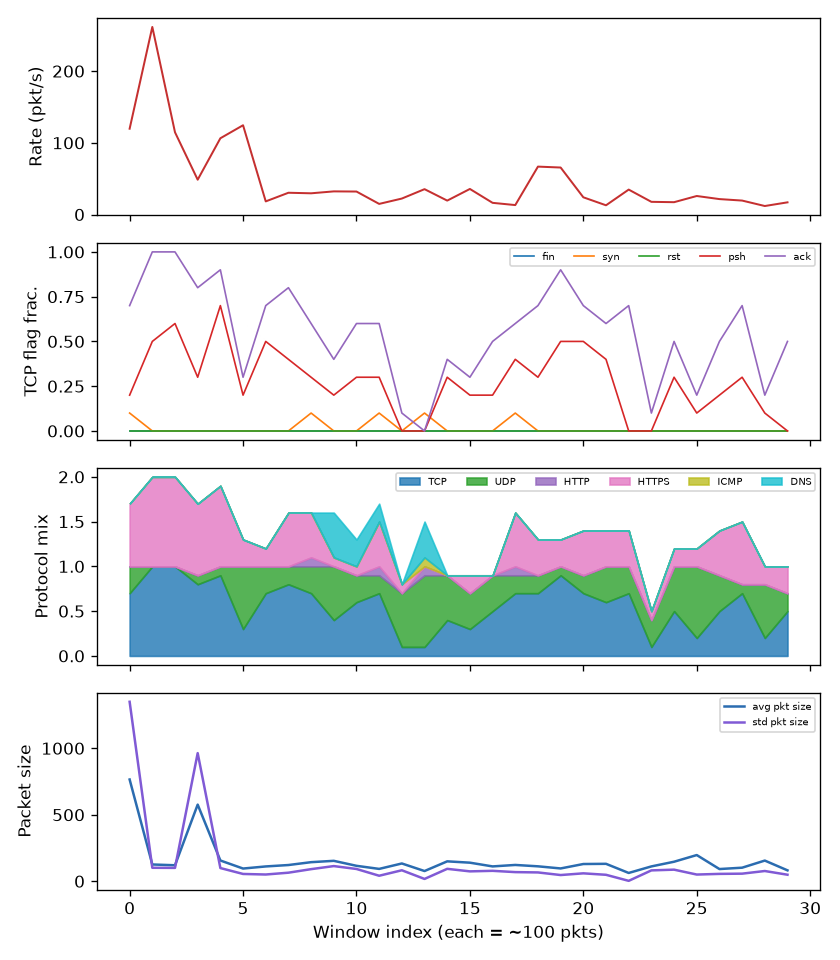 Rate (pkt/s)
200
100
0
TCP flag frac.
1.00
0.75
0.50
0.25
0.00
fin syn rst psh ack
Protocol mix
2.0
1.5
1.0
0.5
0.0
TCP UDP HTTP HTTPS ICMP DNS
Packet size
1000
500
0
avg pkt size
std pkt size
0 5 10 15 20 25 30
Window index (each = ~100 pkts)